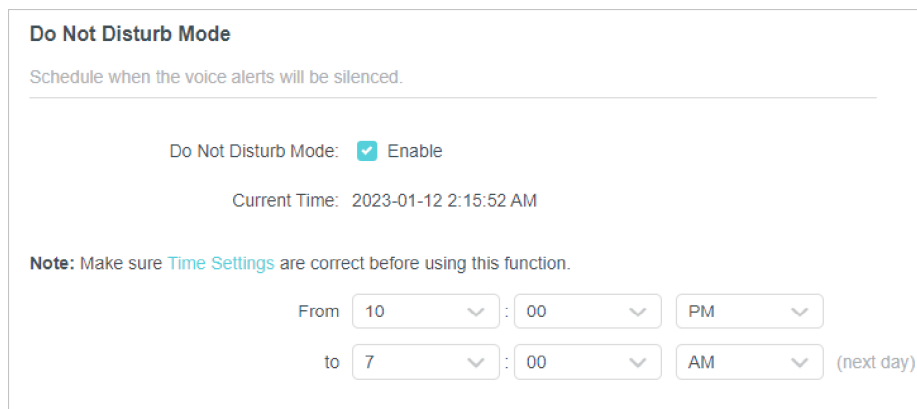 Do Not Disturb Mode
Schedule when the voice alerts will be silenced.
Do Not Disturb Mode: Enable
Current Time: 2023-01-12 2:15:52 AM
Note: Make sure Time Settings are correct before using this function.
From 10 : 00 PM
to 7 : 00 AM (next day)